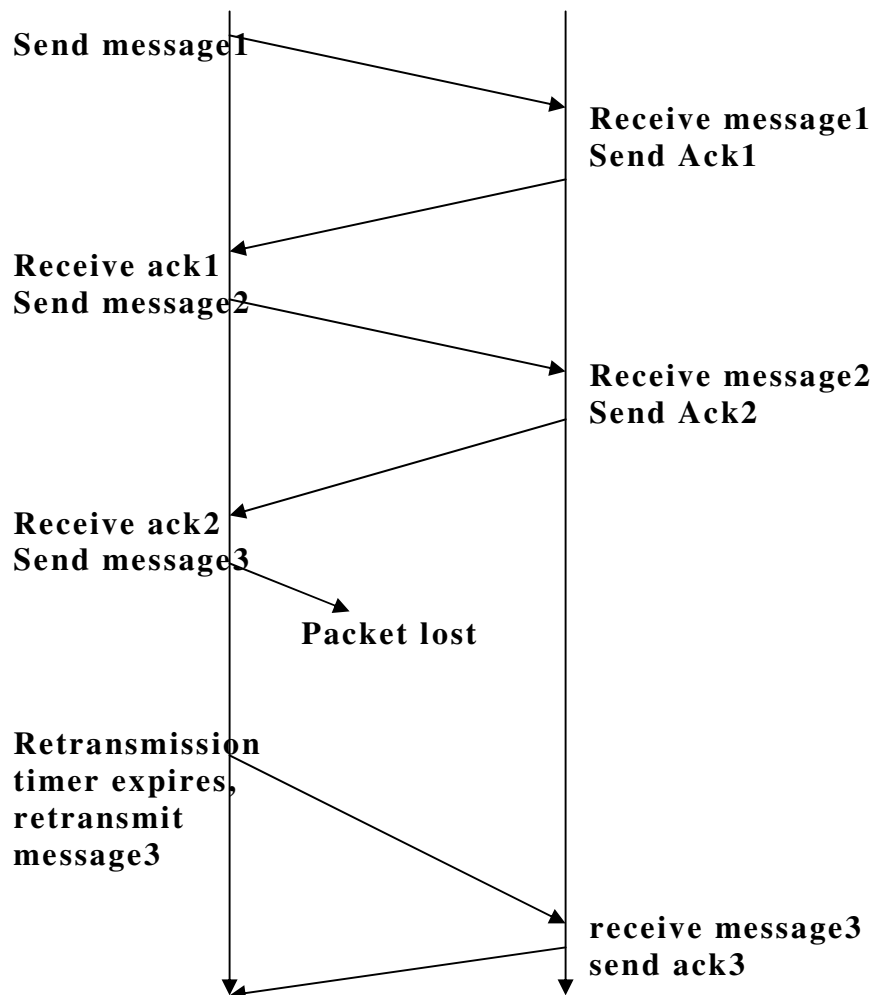 Send message1
Receive message1
Send Ack1
Receive ack1
Send message2
Receive message2
Send Ack2
Receive ack2
Send message3
Packet lost
Retransmission
timer expires,
retransmit
message3
receive message3
send ack3